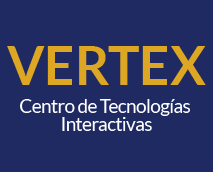 VERTEX
Centro de Tecnologías
Interactivas